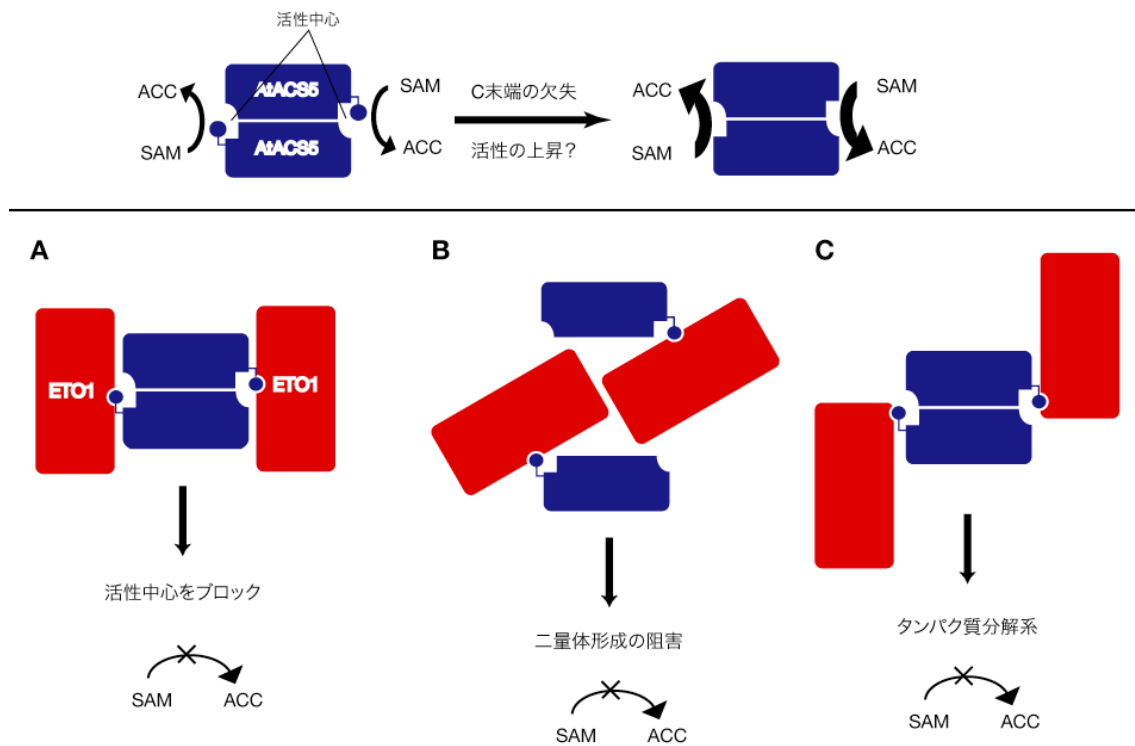 活性中心
ACC
AtACS5
SAM
C末端の欠失
ACC
SAM
SAM
AtACS5
ACC
活性の上昇?
SAM
ACC
A
B
C
ETO1
ETO1
活性中心をブロック
二量体形成の阻害
タンパク質分解系
SAM
ACC
SAM
ACC
SAM
ACC